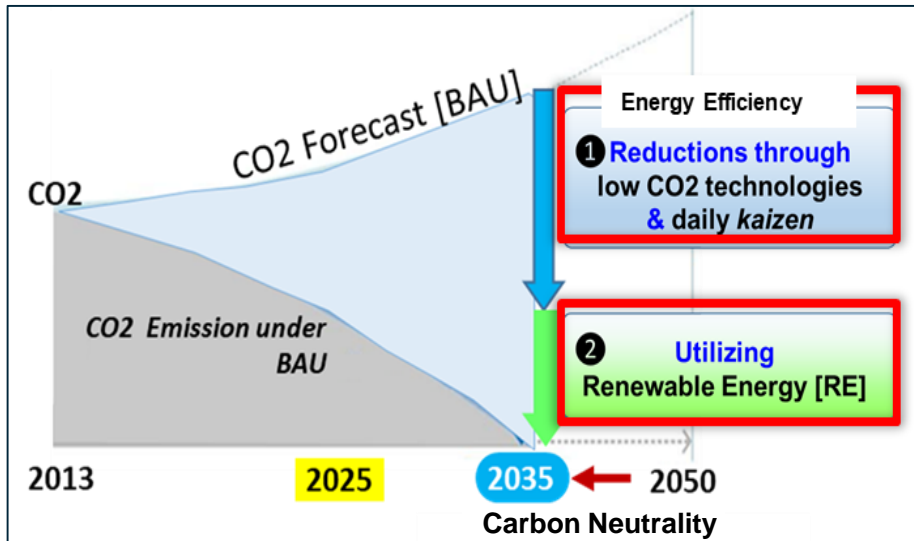 CO2 Forecast [BAU]
Energy Efficiency
❶ Reductions through
low CO2 technologies
& daily kaizen
CO2
CO2 Emission under
BAU
❷ Utilizing
Renewable Energy [RE]
2013
2025
2035
2050
Carbon Neutrality